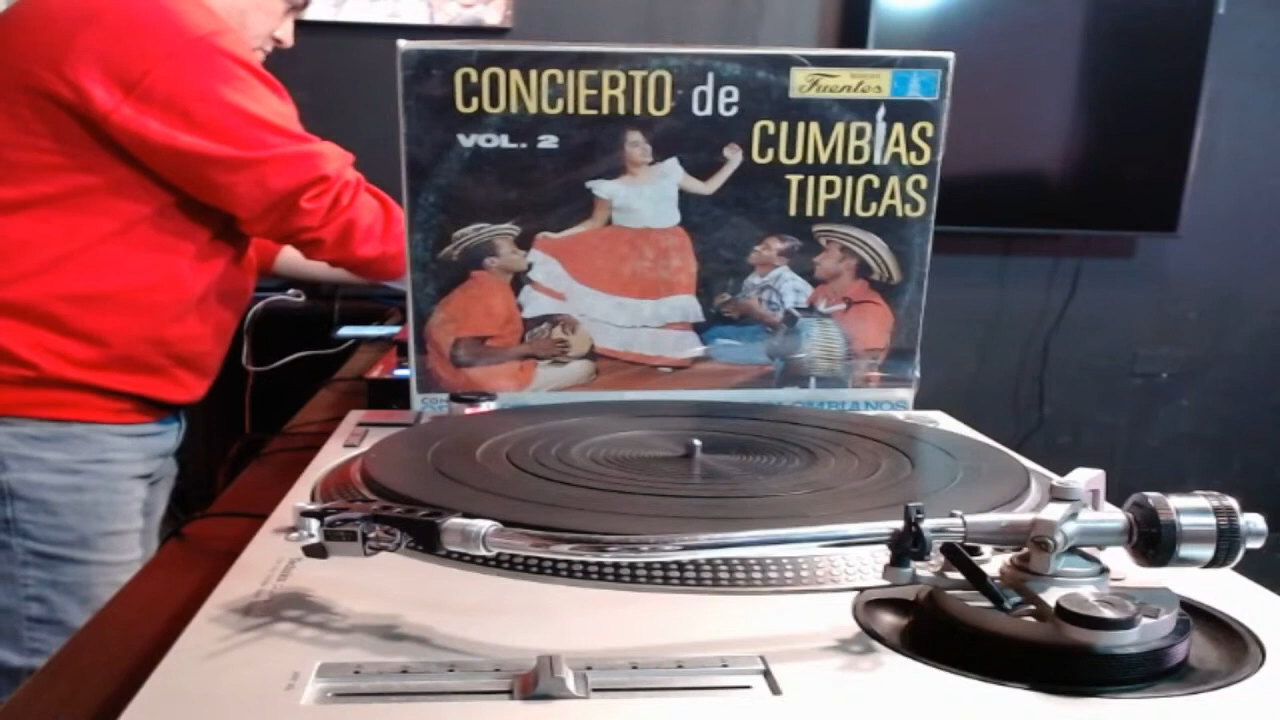 CONCIERTO de
VOL. 2
Fuentes
CUMBIAS
TIPICAS